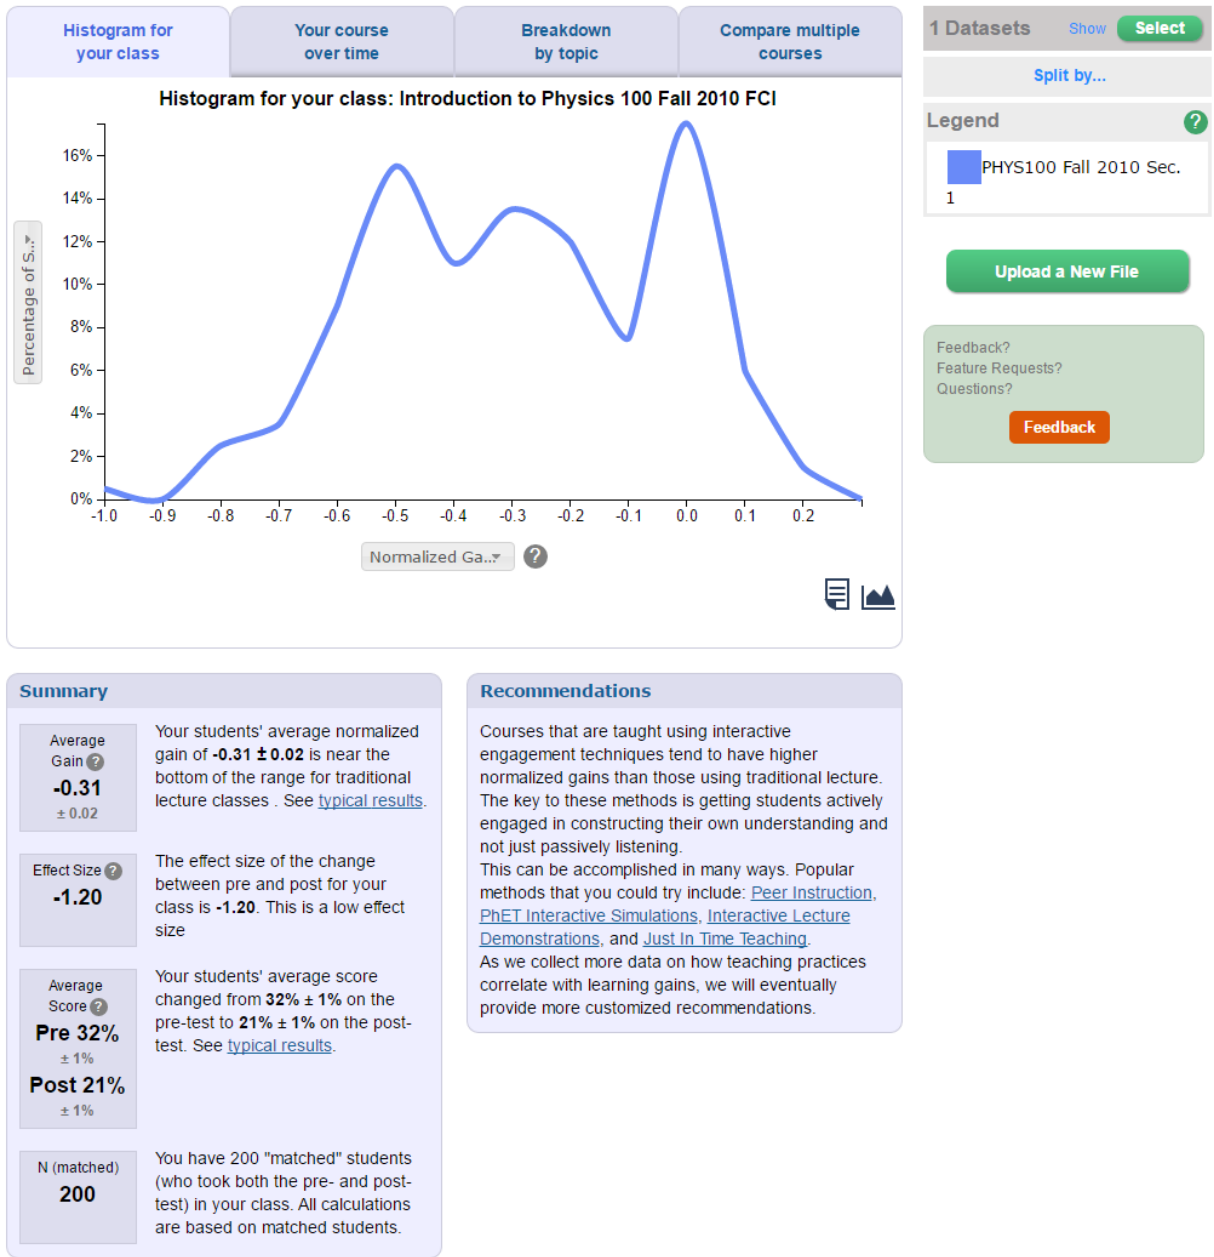 Histogram for
your class
Your course
over time
Breakdown
by topic
Compare multiple
courses
Histogram for your class: Introduction to Physics 100 Fall 2010 FCI
Percentage of S...
16%
14%
12%
10%
8%
6%
4%
2%
0%
-1.0 -0.9 -0.8 -0.7 -0.6 -0.5 -0.4 -0.3 -0.2 -0.1 0.0 0.1 0.2
Normalized Ga... ?
1 Datasets Show Select
Split by...
Legend ?
PHYS100 Fall 2010 Sec.
1
Upload a New File
Feedback?
Feature Requests?
Questions?
Feedback
Summary
Average
Gain ?
-0.31
± 0.02
Your students' average normalized
gain of -0.31 ± 0.02 is near the
bottom of the range for traditional
lecture classes . See typical results.
Effect Size ?
-1.20
The effect size of the change
between pre and post for your
class is -1.20. This is a low effect
size
Average
Score ?
Pre 32%
± 1%
Post 21%
± 1%
Your students' average score
changed from 32% ± 1% on the
pre-test to 21% ± 1% on the post-
test. See typical results.
N (matched)
200
You have 200 "matched" students
(who took both the pre- and post-
test) in your class. All calculations
are based on matched students.
Recommendations
Courses that are taught using interactive
engagement techniques tend to have higher
normalized gains than those using traditional lecture.
The key to these methods is getting students actively
engaged in constructing their own understanding and
not just passively listening.
This can be accomplished in many ways. Popular
methods that you could try include: Peer Instruction,
PhET Interactive Simulations, Interactive Lecture
Demonstrations, and Just In Time Teaching.
As we collect more data on how teaching practices
correlate with learning gains, we will eventually
provide more customized recommendations.